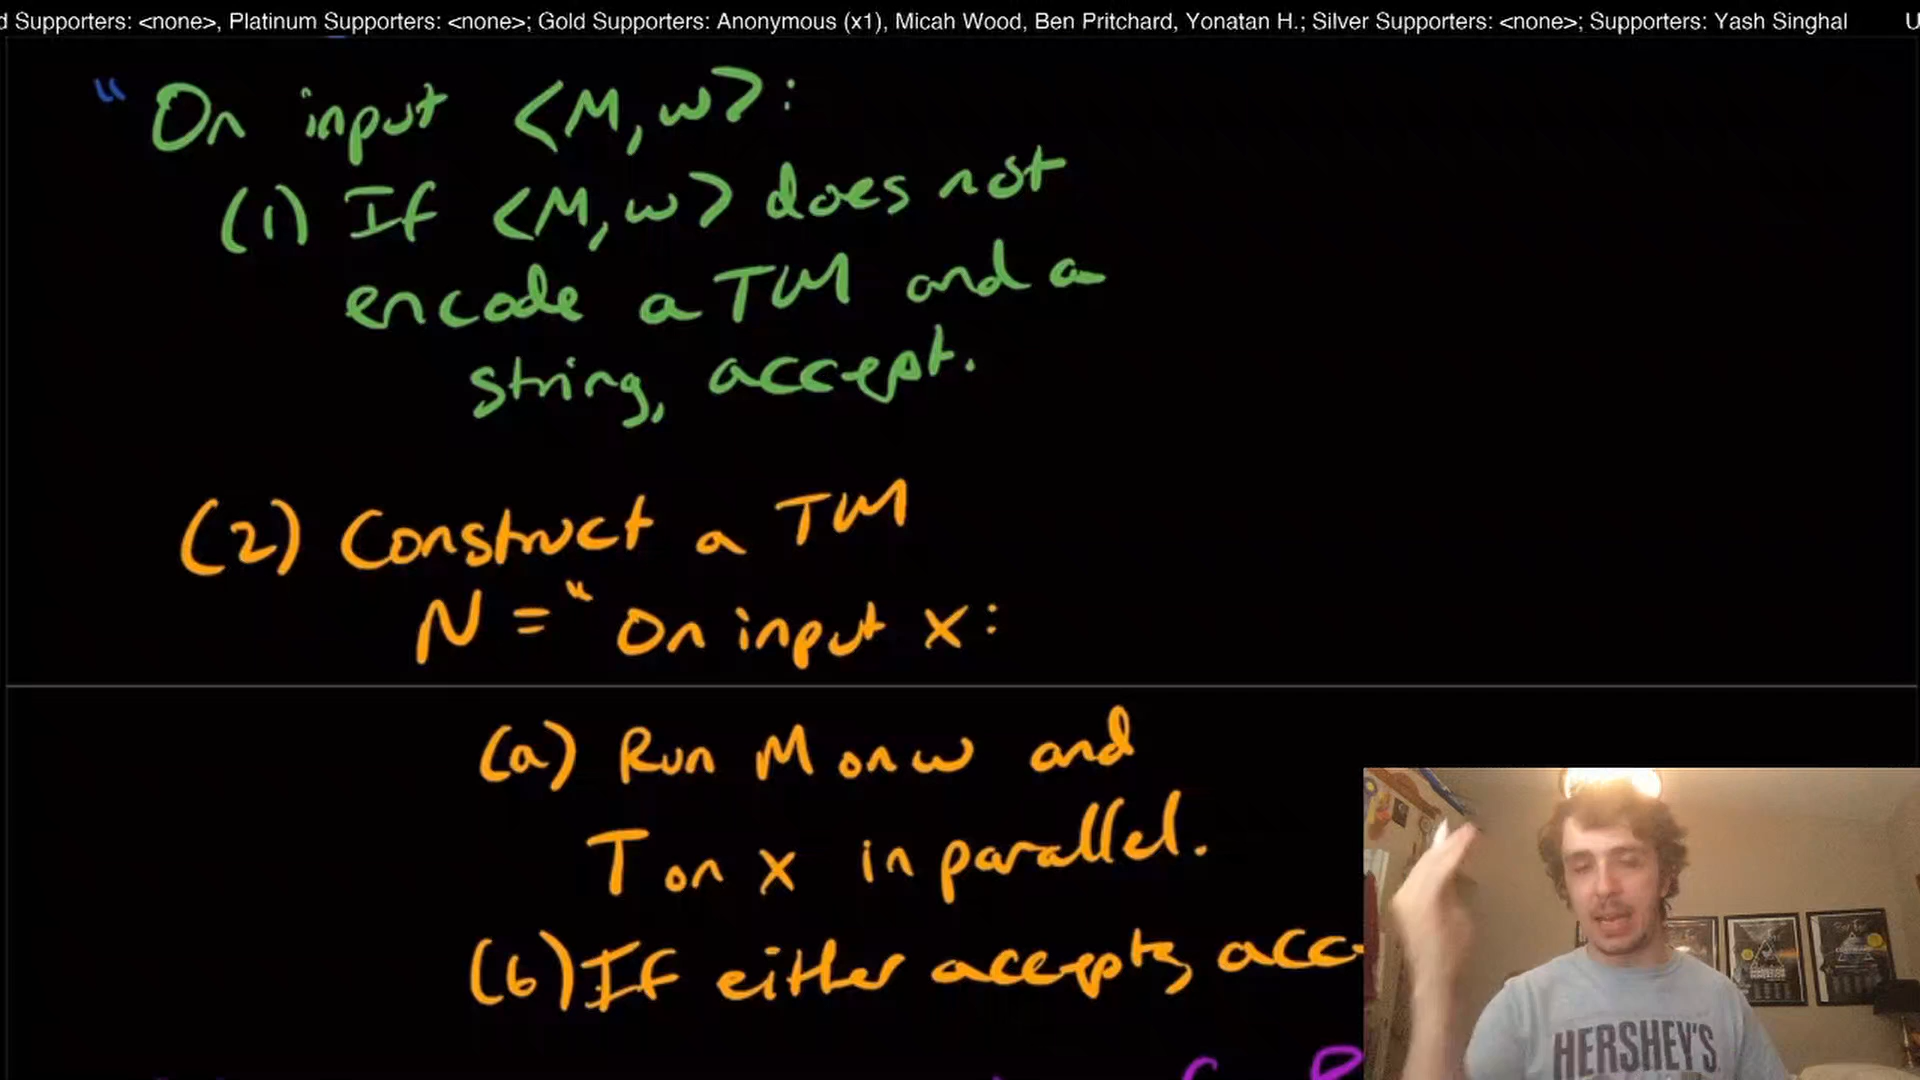 d Supporters: <none>, Platinum Supporters: <none>; Gold Supporters: Anonymous (x1), Micah Wood, Ben Pritchard, Yonatan H.; Silver Supporters: <none>; Supporters: Yash Singhal U
"On input <M, w>:
(1) If <M, w> does not
encode a TM and a
string, accept.
(2) Construct a TM
N = "On input x:
(a) Run M on w and
T on x in parallel.
(b) If either accepts, acc
HERSHEY'S